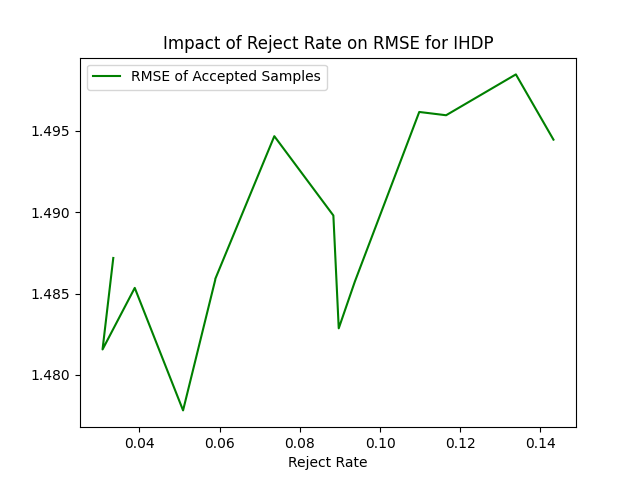 Impact of Reject Rate on RMSE for IHDP
RMSE of Accepted Samples
1.495
1.490
1.485
1.480
0.04 0.06 0.08 0.10 0.12 0.14
Reject Rate